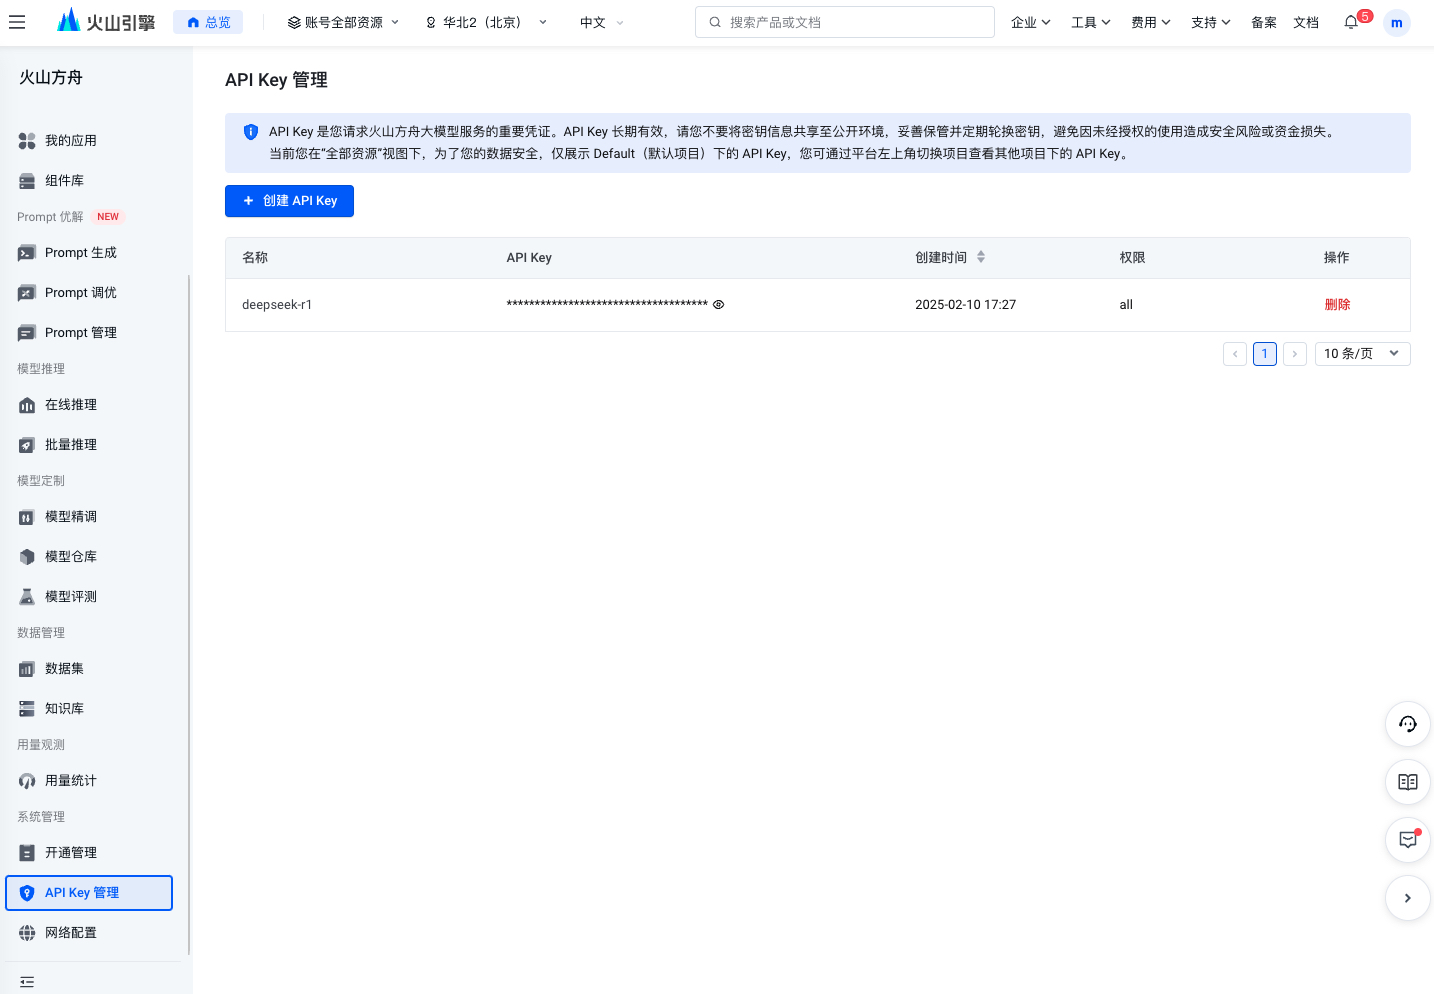 火山引擎
总览
账号全部资源
华北2（北京）
中文
搜索产品或文档
企业
工具
费用
支持
备案
文档
5
m
火山方舟
我的应用
组件库
Prompt 优解 NEW
Prompt 生成
Prompt 调优
Prompt 管理
模型推理
在线推理
批量推理
模型定制
模型精调
模型仓库
模型评测
数据管理
数据集
知识库
用量观测
用量统计
系统管理
开通管理
API Key 管理
网络配置
API Key 管理
API Key 是您请求火山方舟大模型服务的重要凭证。API Key 长期有效，请您不要将密钥信息共享至公开环境，妥善保管并定期轮换密钥，避免因未经授权的使用造成安全风险或资金损失。
当前您在“全部资源”视图下，为了您的数据安全，仅展示 Default（默认项目）下的 API Key，您可通过平台左上角切换项目查看其他项目下的 API Key。
+ 创建 API Key
名称 API Key 创建时间 权限 操作
deepseek-r1 ************************************ 2025-02-10 17:27 all 删除
1
10 条/页